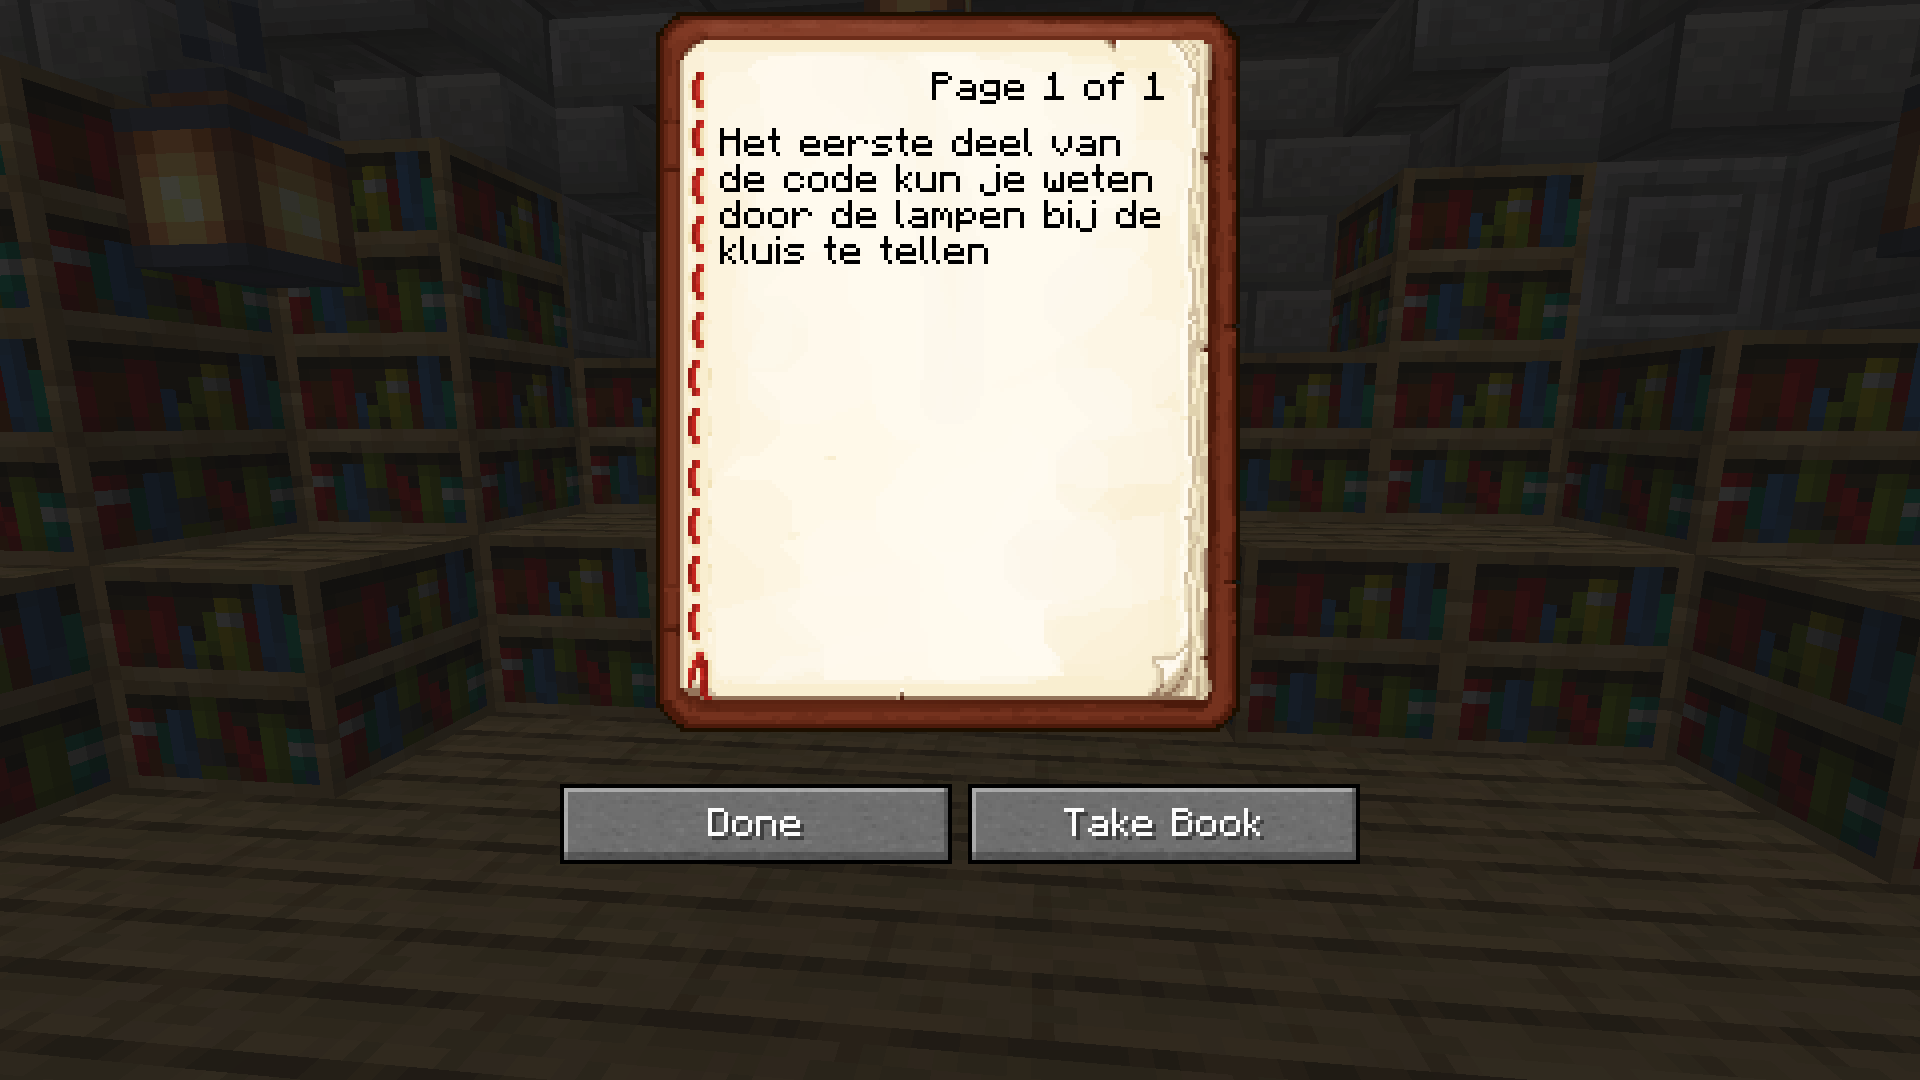 Page 1 of 1
Het eerste deel van
de code kun je weten
door de lampen bij de
kluis te tellen
Done
Take Book